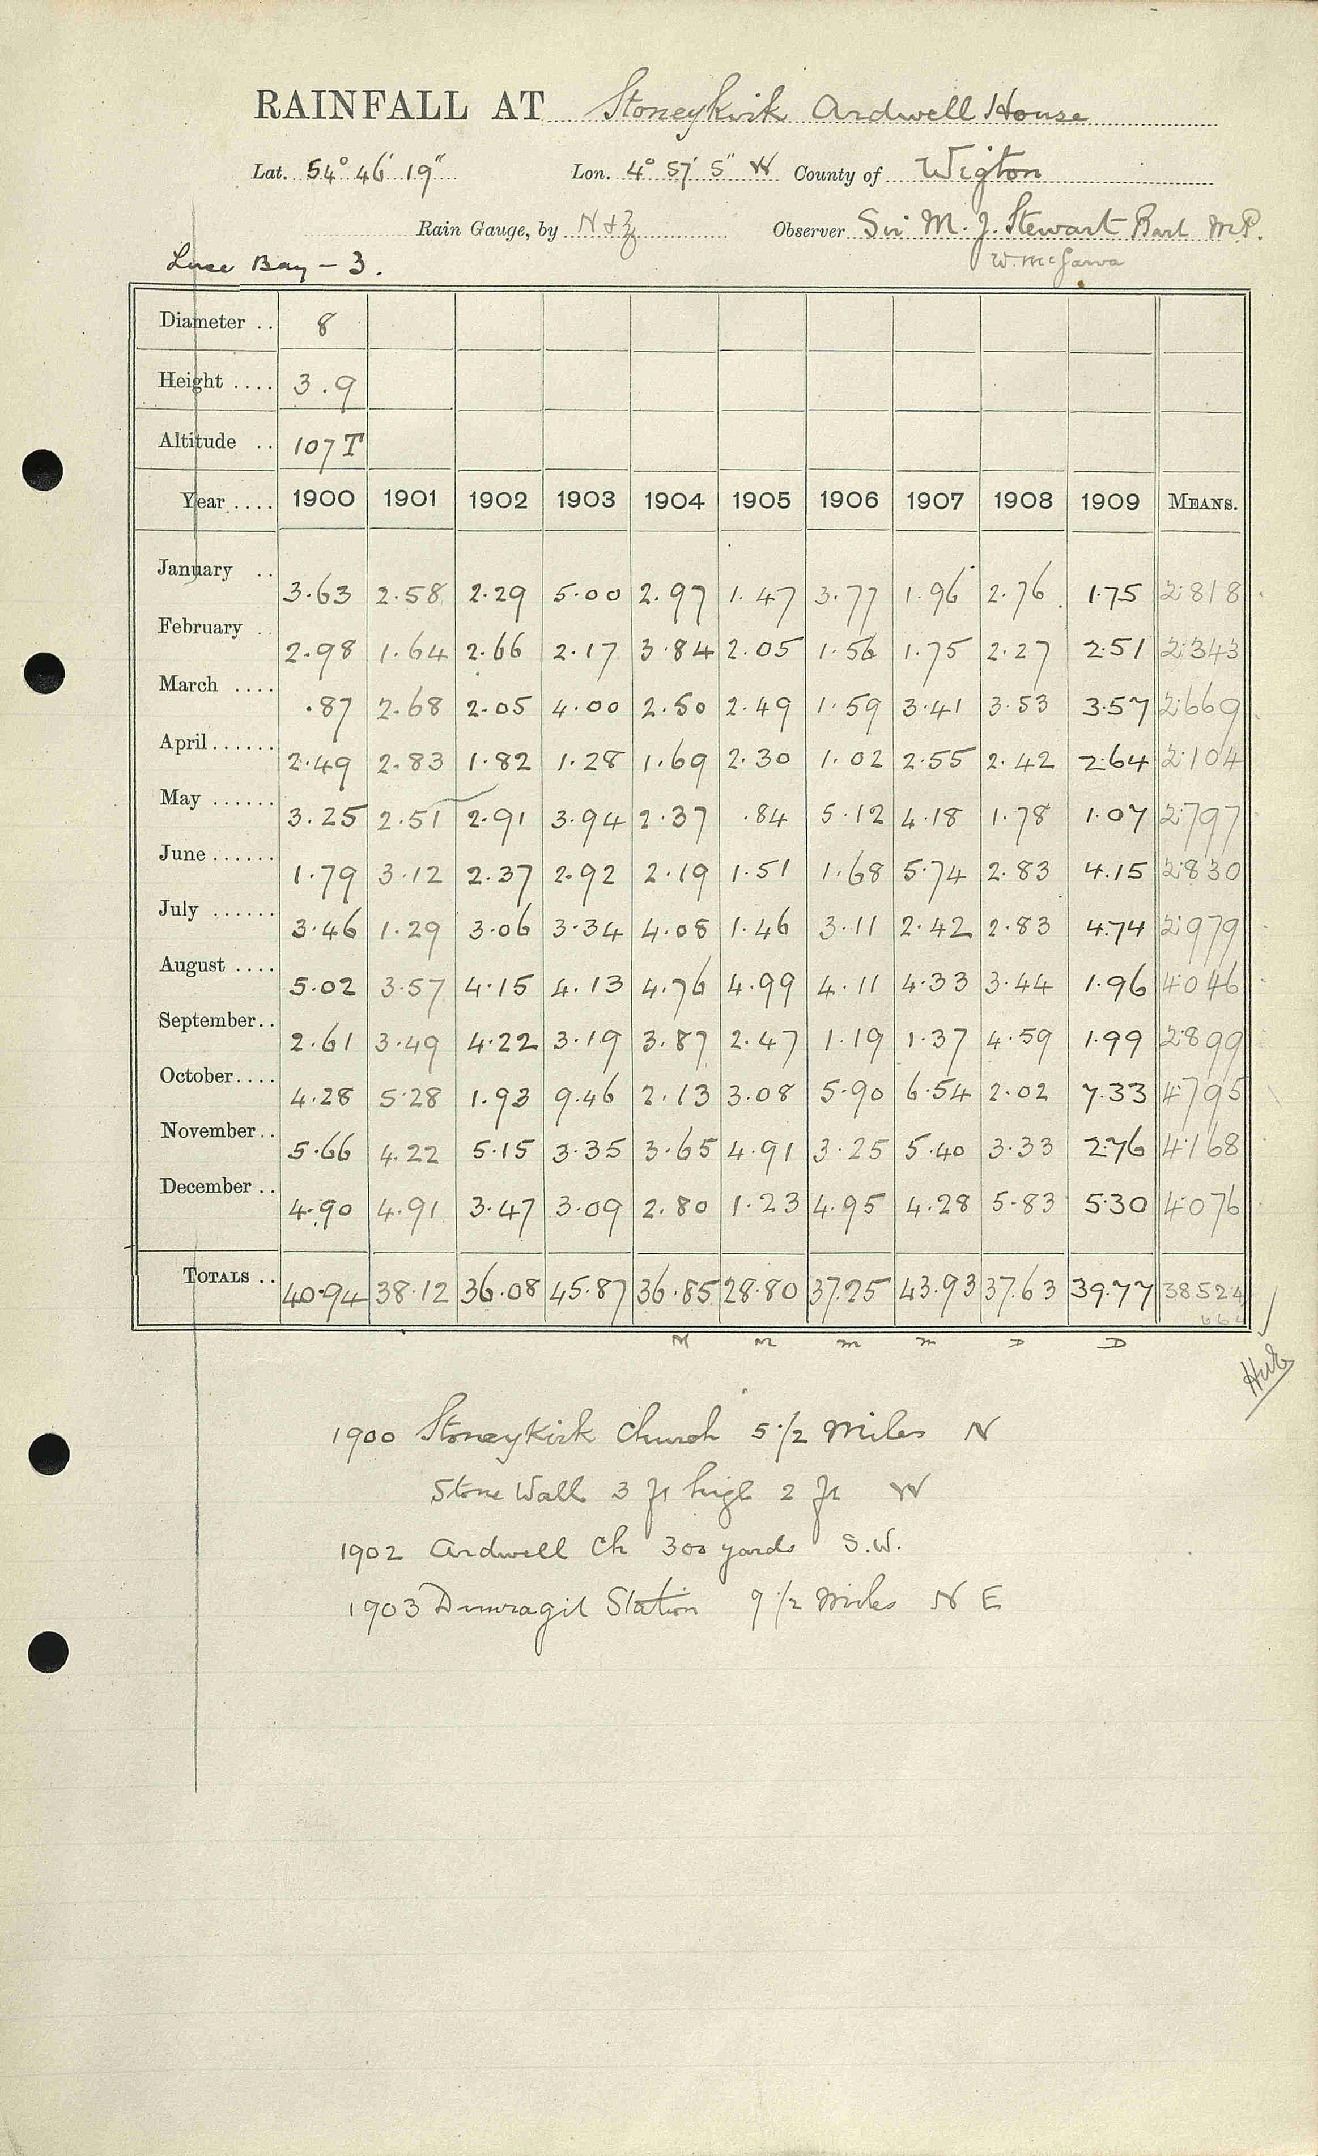 RAINFALL AT Stoneykirk Ardwell House
Lat. 54° 46' 19" Lon. 4° 57' 5" W County of Wigton
Rain Gauge, by N & Z Observer Sir M. J. Stewart Bart M.P.
Luce Bay - 3. W. McGarva
Diameter .. 8
Height .... 3.9
Altitude .. 107 T
Year .... 1900 1901 1902 1903 1904 1905 1906 1907 1908 1909 MEANS.
January .. 3.63 2.58 2.29 5.00 2.97 1.47 3.77 1.96 2.76 1.75 2.818
February .. 2.98 1.64 2.66 2.17 3.84 2.05 1.56 1.75 2.27 2.51 2.343
March .... .87 2.68 2.05 4.00 2.50 2.49 1.59 3.41 3.53 3.57 2.669
April...... 2.49 2.83 1.82 1.28 1.69 2.30 1.02 2.55 2.42 2.64 2.104
May ...... 3.25 2.51 2.91 3.94 2.37 .84 5.12 4.18 1.78 1.07 2.797
June...... 1.79 3.12 2.37 2.92 2.19 1.51 1.68 5.74 2.83 4.15 2.830
July ...... 3.46 1.29 3.06 3.34 4.08 1.46 3.11 2.42 2.83 4.74 2.979
August .... 5.02 3.57 4.15 4.13 4.76 4.99 4.11 4.33 3.44 1.96 4.046
September.. 2.61 3.49 4.22 3.19 3.87 2.47 1.19 1.37 4.59 1.99 2.899
October.... 4.28 5.28 1.93 9.46 2.13 3.08 5.90 6.54 2.02 7.33 4.795
November.. 5.66 4.22 5.15 3.35 3.65 4.91 3.25 5.40 3.33 2.76 4.168
December .. 4.90 4.91 3.47 3.09 2.80 1.23 4.95 4.28 5.83 5.30 4.076
TOTALS .. 40.94 38.12 36.08 45.87 36.85 28.80 37.25 43.93 37.63 39.77 38.524
M M M M D D
1900 Stoneykirk Church 5 1/2 Miles N
Stone Wall 3 ft high 2 ft W
1902 Ardwell Ch 300 yards S.W.
1903 Dunragit Station 9 1/2 Miles N E